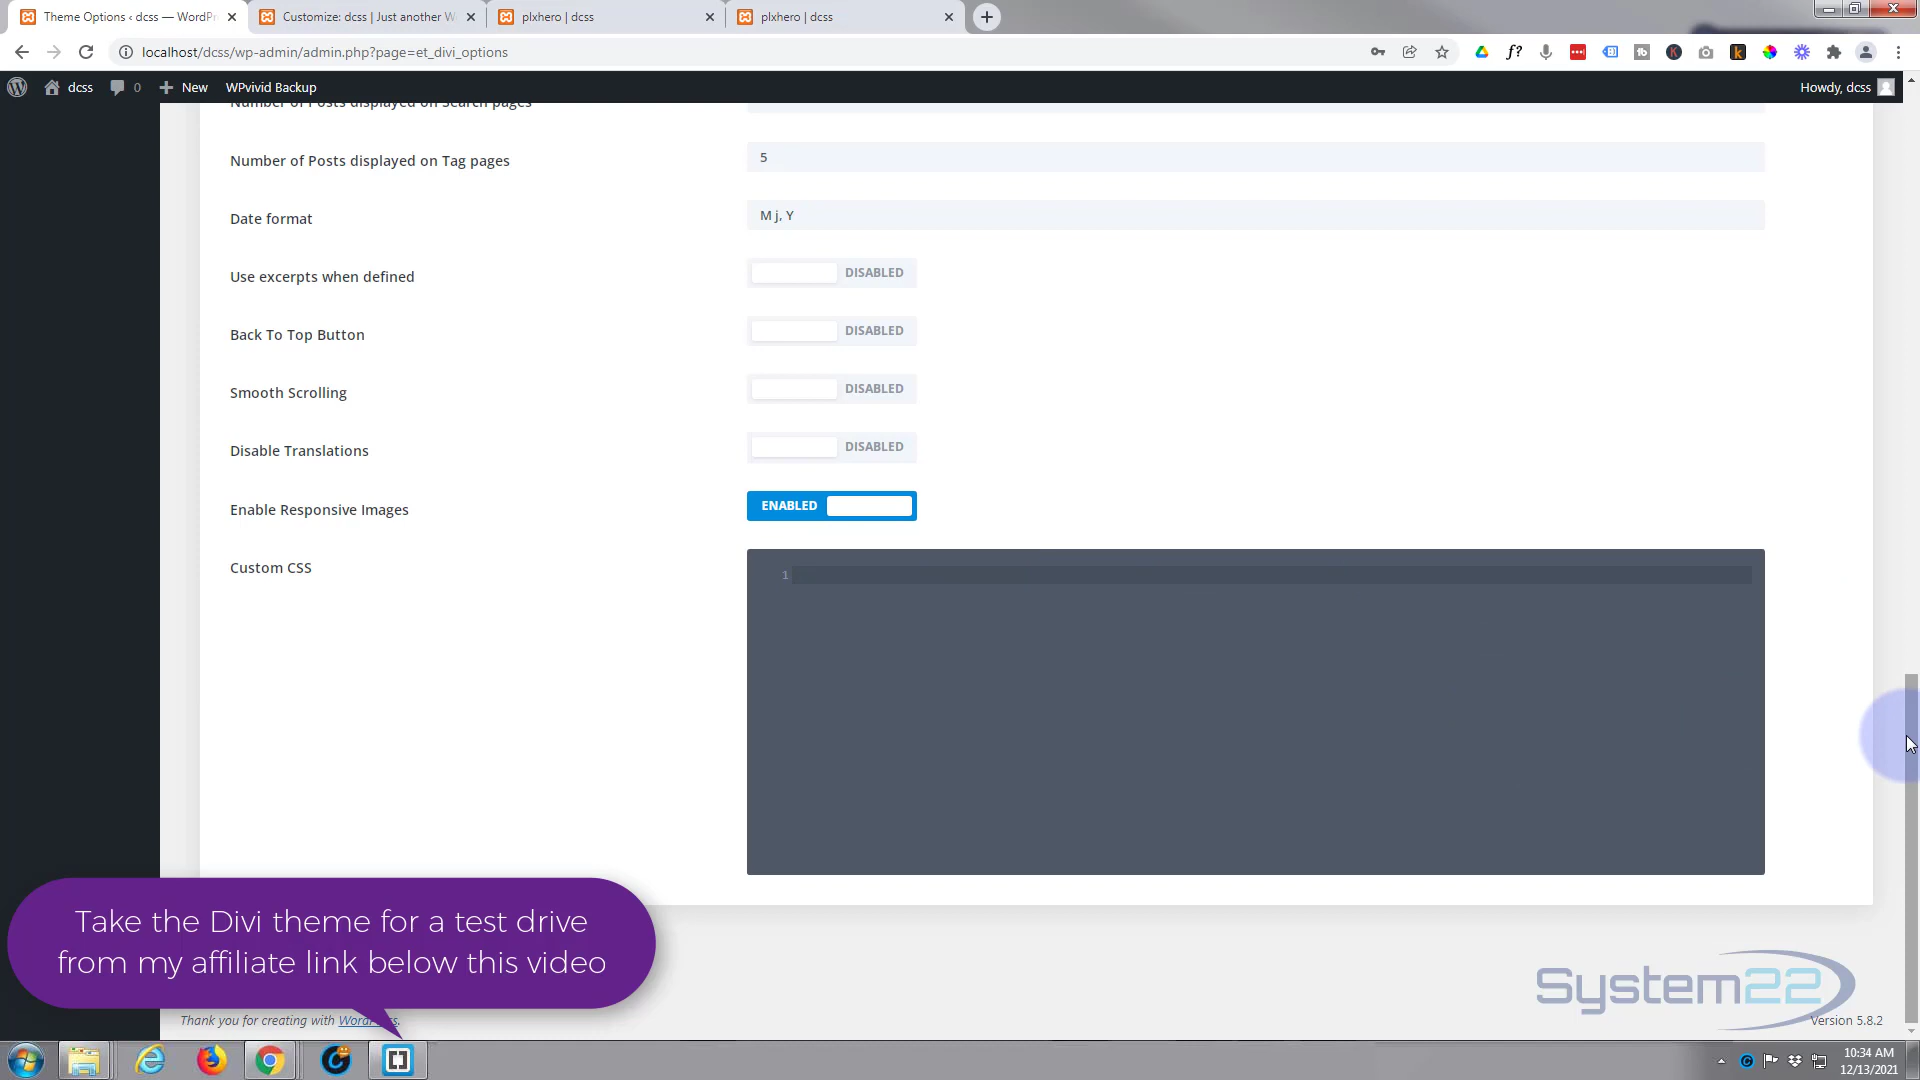 Theme Options ‹ dcss — WordPr
Customize: dcss | Just another W
plxhero | dcss
plxhero | dcss
localhost/dcss/wp-admin/admin.php?page=et_divi_options
dcss
0
New
WPvivid Backup
Howdy, dcss
Number of Posts displayed on Search pages
Number of Posts displayed on Tag pages
5
Date format
M j, Y
Use excerpts when defined
DISABLED
Back To Top Button
DISABLED
Smooth Scrolling
DISABLED
Disable Translations
DISABLED
Enable Responsive Images
ENABLED
Custom CSS
1
Take the Divi theme for a test drive
from my affiliate link below this video
System22
Thank you for creating with
Version 5.8.2
10:34 AM
12/13/2021